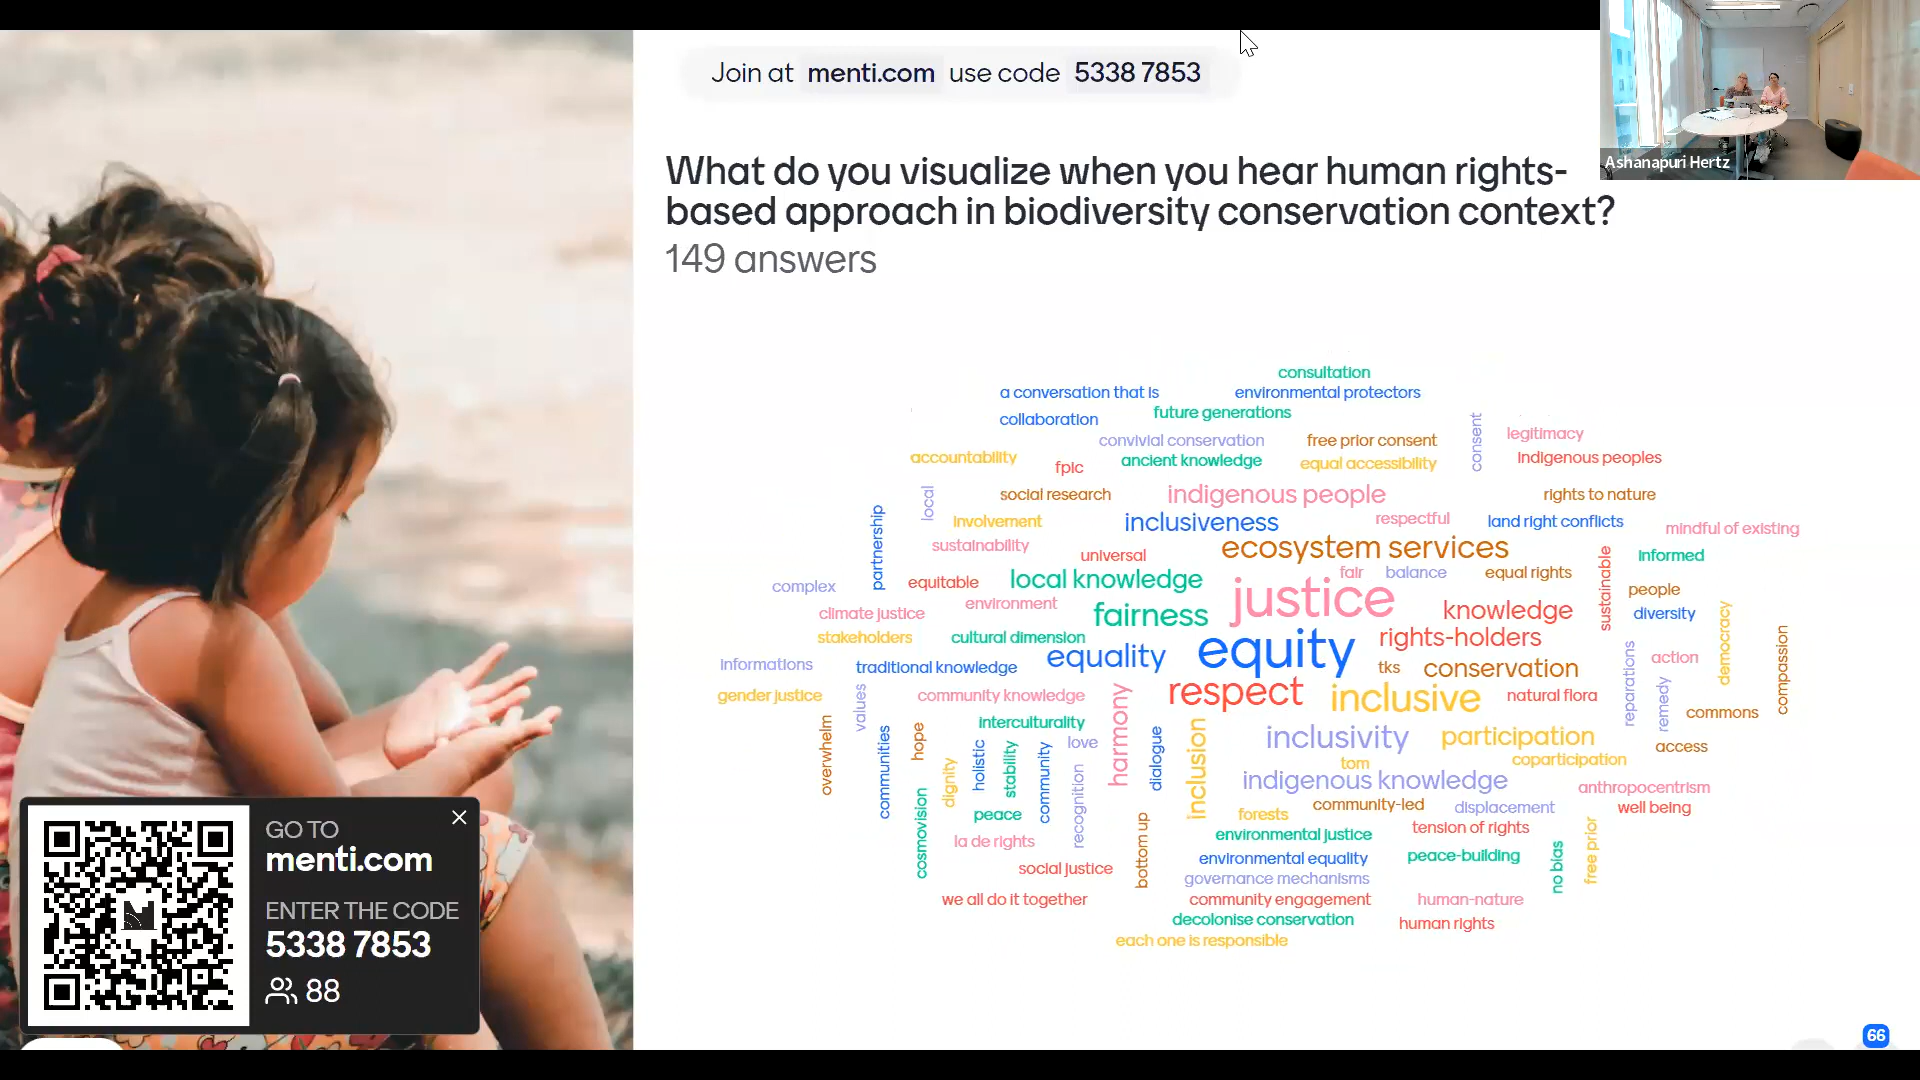 Join at menti.com use code 5338 7853
Ashanapuri Hertz
What do you visualize when you hear human rights-
based approach in biodiversity conservation context?
149 answers
consultation
a conversation that is
environmental protectors
future generations
collaboration
convivial conservation
free prior consent
consent
legitimacy
accountability
fpic
ancient knowledge
equal accessibility
indigenous peoples
local
social research
indigenous people
rights to nature
partnership
involvement
inclusiveness
respectful
land right conflicts
mindful of existing
sustainability
universal
ecosystem services
sustainable
informed
complex
equitable
local knowledge
fair
balance
equal rights
people
climate justice
environment
fairness
justice
knowledge
diversity
democracy
compassion
stakeholders
cultural dimension
equality
equity
rights-holders
informations
traditional knowledge
tks
conservation
reparations
action
gender justice
values
community knowledge
harmony
respect
inclusive
natural flora
remedy
commons
overwhelm
communities
hope
interculturality
love
dialogue
inclusion
inclusivity
participation
access
holistic
stability
community
dignity
recognition
tom
coparticipation
cosmovision
indigenous knowledge
anthropocentrism
peace
bottom up
forests
community-led
displacement
well being
la de rights
environmental justice
tension of rights
free prior
social justice
environmental equality
peace-building
no bias
governance mechanisms
we all do it together
community engagement
human-nature
decolonise conservation
human rights
each one is responsible
GO TO
menti.com
ENTER THE CODE
5338 7853
88
66